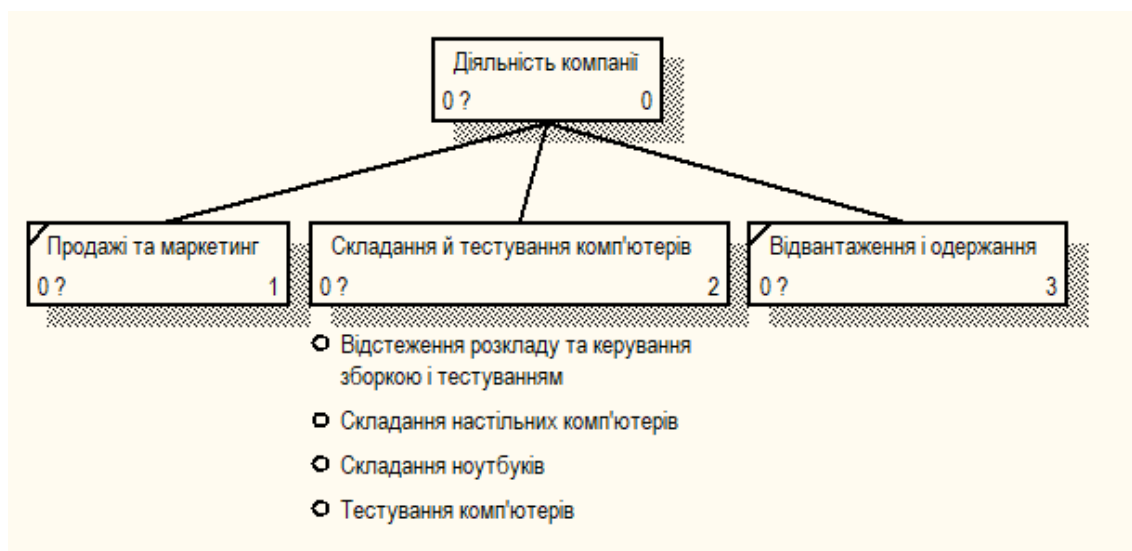 Діяльність компанії
0 ? 0
Продажі та маркетинг
0 ? 1
Складання й тестування комп'ютерів
0 ? 2
Відвантаження і одержання
0 ? 3
Відстеження розкладу та керування
зборкою і тестуванням
Складання настільних комп'ютерів
Складання ноутбуків
Тестування комп'ютерів